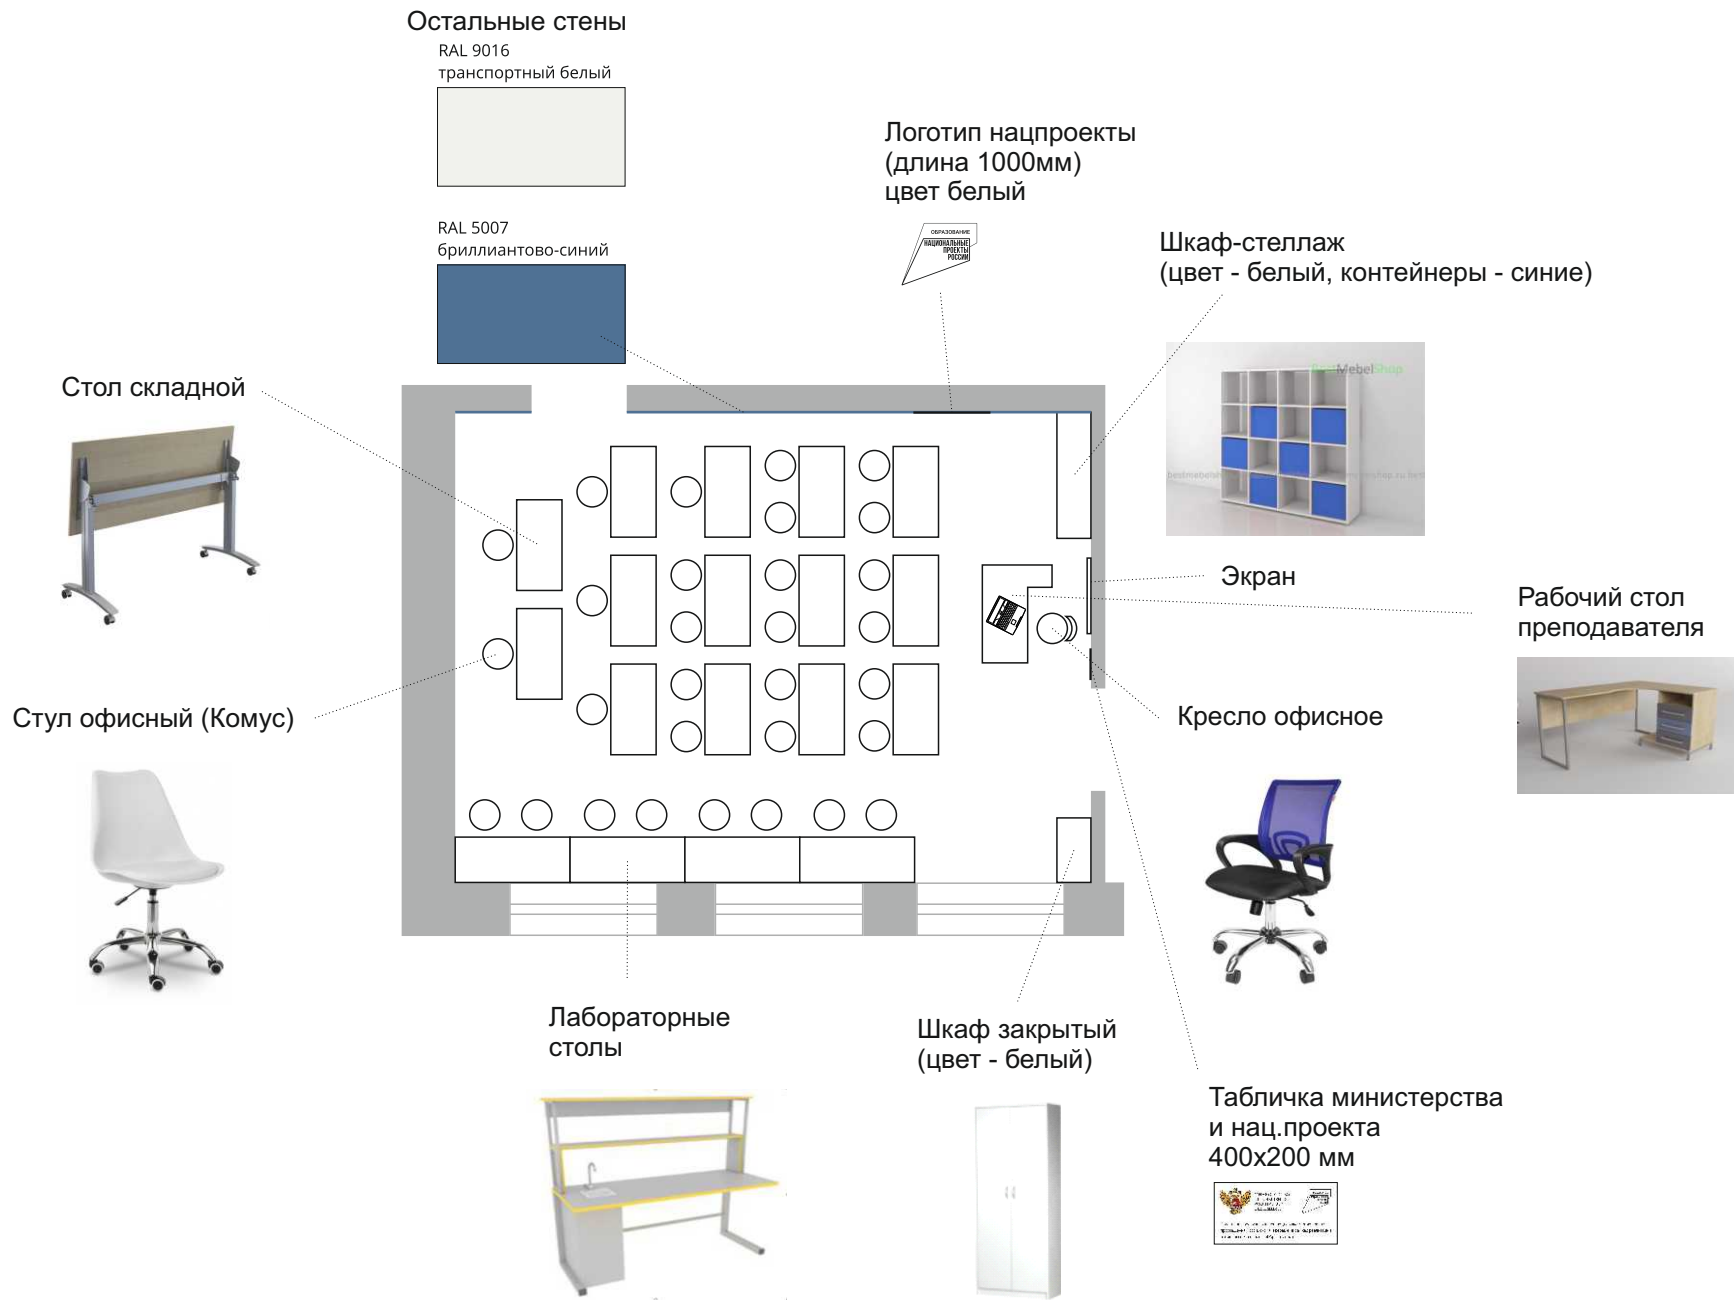 Остальные стены
RAL 9016
транспортный белый
RAL 5007
бриллиантово-синий
Логотип нацпроекты
(длина 1000мм)
цвет белый
ОБРАЗОВАНИЕ
НАЦИОНАЛЬНЫЕ
ПРОЕКТЫ
РОССИИ
Шкаф-стеллаж
(цвет - белый, контейнеры - синие)
BestMebelShop
Стол складной
Экран
Рабочий стол
преподавателя
Стул офисный (Комус)
Кресло офисное
Лабораторные
столы
Шкаф закрытый
(цвет - белый)
Табличка министерства
и нац.проекта
400х200 мм